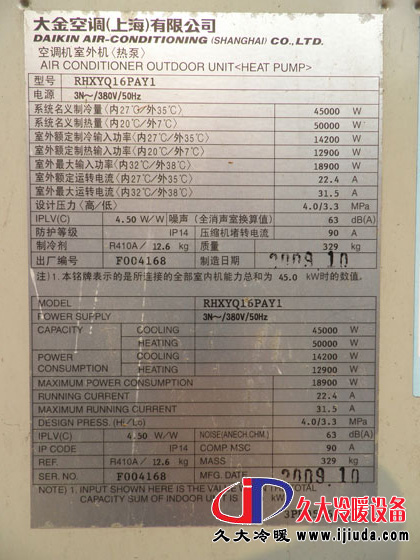 大金空调(上海)有限公司
DAIKIN AIR-CONDITIONING (SHANGHAI) CO.,LTD.
空调机室外机〈热泵〉
AIR CONDITIONER OUTDOOR UNIT<HEAT PUMP>
型号 RHXYQ16PAY1
电源 3N～/380V/50Hz
系统名义制冷量(内27℃/外35℃) 45000 W
系统名义制热量(内20℃/外7℃) 50000 W
室外额定制冷输入功率(内27℃/外35℃) 14200 W
室外额定制热输入功率(内20℃/外7℃) 12900 W
室外最大输入功率(内32℃/外38℃) 18900 W
室外额定运转电流(内27℃/外35℃) 22.4 A
室外最大运转电流(内32℃/外38℃) 31.5 A
设计压力(高/低) 4.0/3.3 MPa
IPLV(C) 4.50 W/W 噪声(全消声室换算值) 63 dB(A)
防护等级 IP14 压缩机堵转电流 90 A
制冷剂 R410A/ 12.6 kg 质量 329 kg
出厂编号 F004168 制造日期 2009.10
注)1.本铭牌表示的是所连接的全部室内机能力总和为 45.0 kW时的数值。
MODEL RHXYQ16PAY1
POWER SUPPLY 3N～/380V/50Hz
CAPACITY COOLING 45000 W
HEATING 50000 W
POWER CONSUMPTION COOLING 14200 W
HEATING 12900 W
MAXIMUM POWER CONSUMPTION 18900 W
RUNNING CURRENT 22.4 A
MAXIMUM RUNNING CURRENT 31.5 A
DESIGN PRESS.(Hi/Lo) 4.0/3.3 MPa
IPLV(C) 4.50 W/W NOISE(ANECH.CHM.) 63 dB(A)
IP CODE IP14 COMP.MSC 90 A
REF. R410A/ 12.6 kg MASS 329 kg
SER. NO. F004168 MFG. DATE 2009.10
NOTE) 1. INPUT SHOWN HERE IS THE VALUE TOTAL
CAPACITY SUM OF INDOOR UNIT IS kW
久大冷暖设备
久大冷暖 www.ijiuda.com